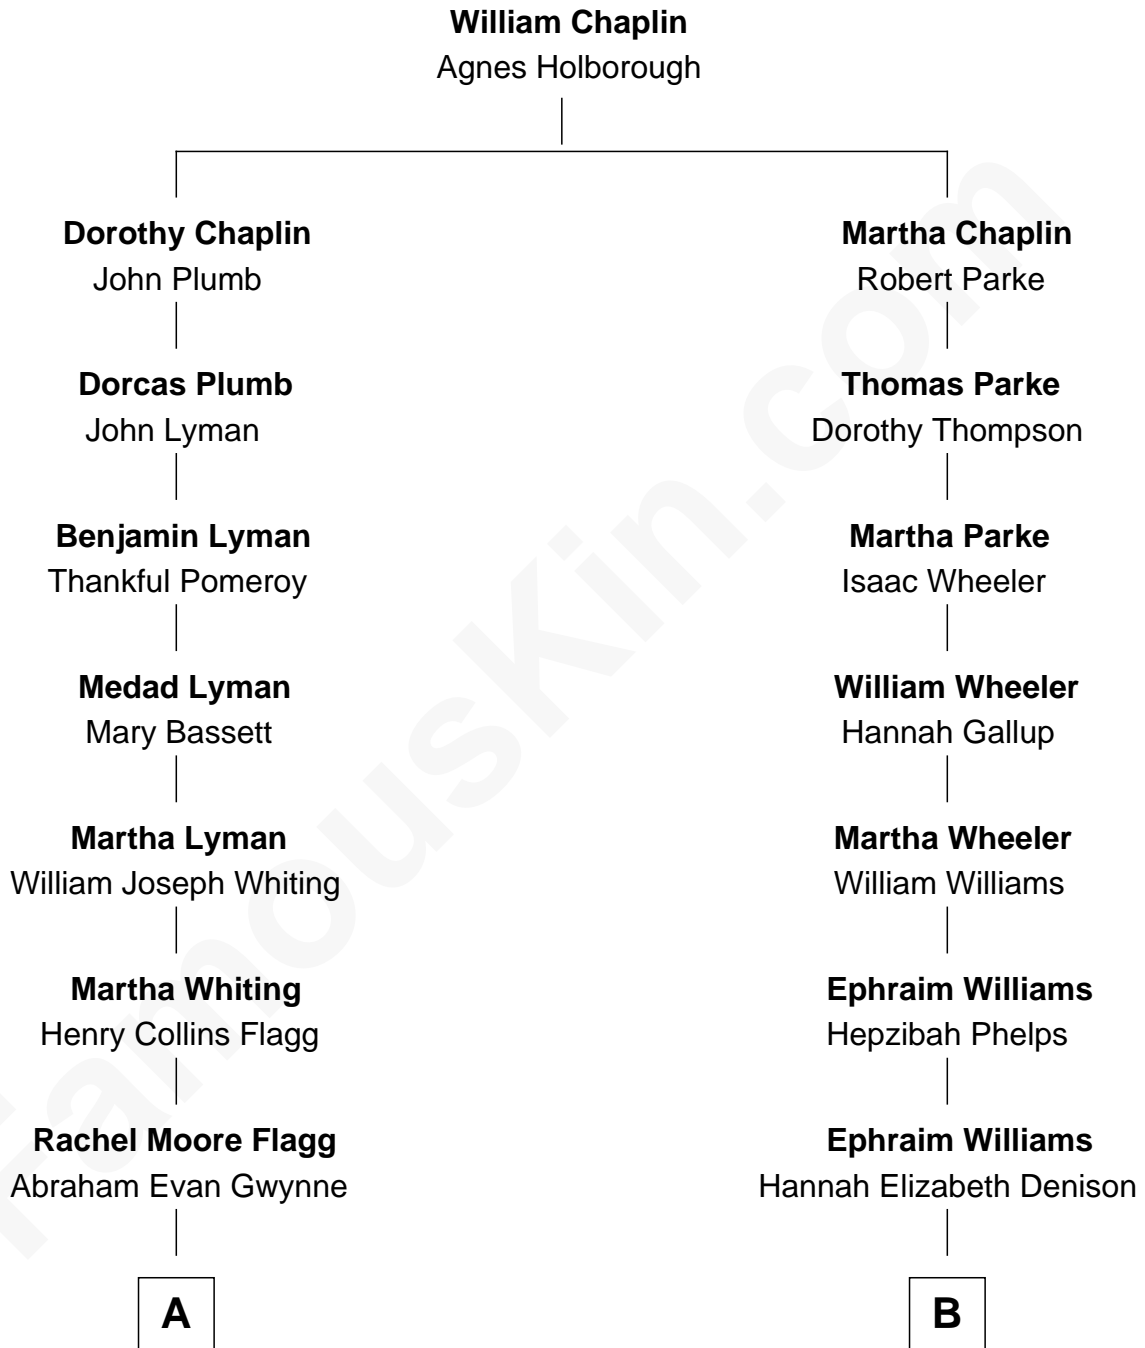 William Chaplin
Agnes Holborough
Dorothy Chaplin
John Plumb
Martha Chaplin
Robert Parke
Dorcas Plumb
John Lyman
Thomas Parke
Dorothy Thompson
Benjamin Lyman
Thankful Pomeroy
Martha Parke
Isaac Wheeler
Medad Lyman
Mary Bassett
William Wheeler
Hannah Gallup
Martha Lyman
William Joseph Whiting
Martha Wheeler
William Williams
Martha Whiting
Henry Collins Flagg
Ephraim Williams
Hepzibah Phelps
Rachel Moore Flagg
Abraham Evan Gwynne
Ephraim Williams
Hannah Elizabeth Denison
A
B
FamousKin.com